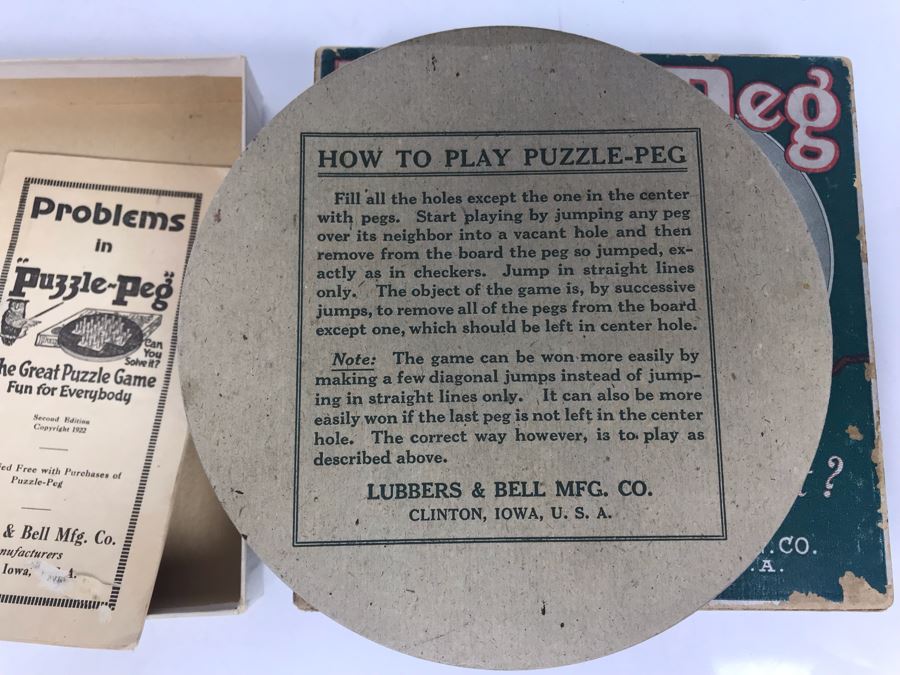 Problems
in
"Puzzle-Peg"
Can
You
Solve it?
The Great Puzzle Game
Fun for Everybody
Second Edition
Copyright 1922
Free with Purchases of
Puzzle-Peg
& Bell Mfg. Co.
Iowa,
HOW TO PLAY PUZZLE-PEG
Fill all the holes except the one in the center
with pegs. Start playing by jumping any peg
over its neighbor into a vacant hole and then
remove from the board the peg so jumped, ex-
actly as in checkers. Jump in straight lines
only. The object of the game is, by successive
jumps, to remove all of the pegs from the board
except one, which should be left in center hole.
Note: The game can be won more easily by
making a few diagonal jumps instead of jump-
ing in straight lines only. It can also be more
easily won if the last peg is not left in the center
hole. The correct way however, is to play as
described above.
LUBBERS & BELL MFG. CO.
CLINTON, IOWA, U. S. A.
Peg
?
. CO.
A.